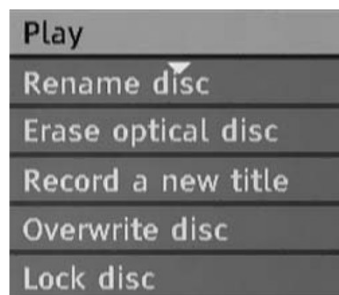 Play
Rename disc
Erase optical disc
Record a new title
Overwrite disc
Lock disc